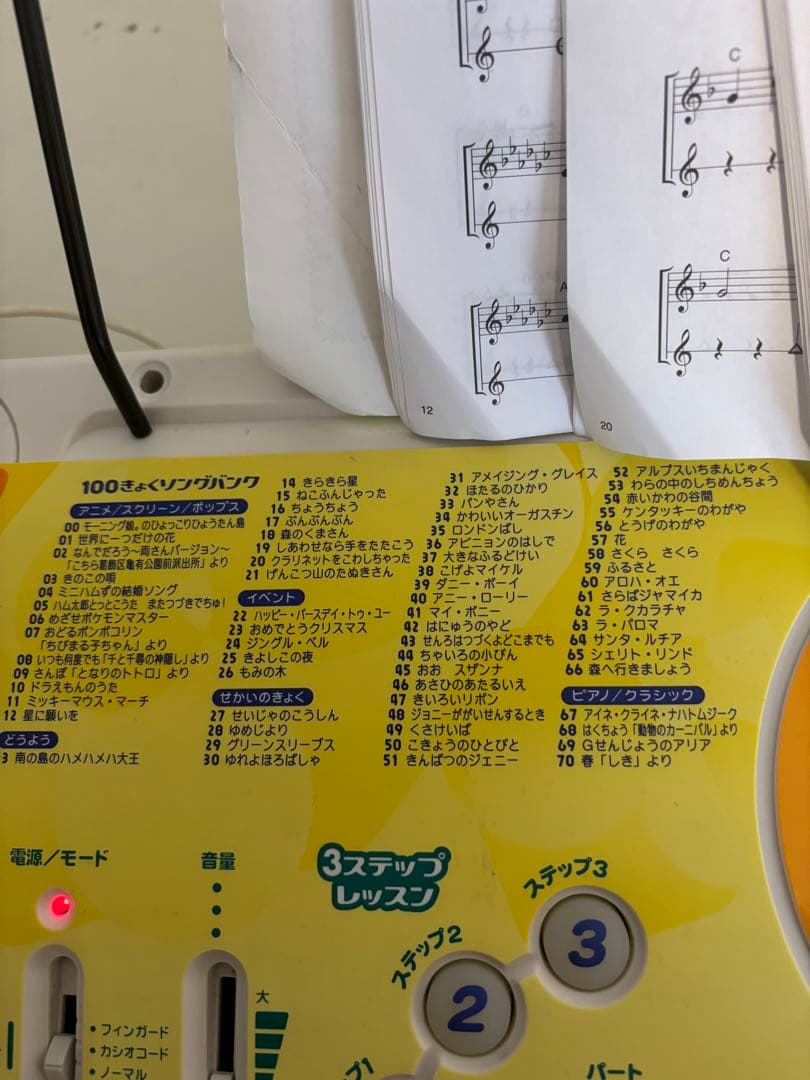 C
C
12
20
100きょくソングバンク
アニメ/スクリーン/ポップス
00 モーニング娘。のひょっこりひょうたん島
01 世界に一つだけの花
02 なんでだろう〜両さんバージョン〜
「こちら葛飾区亀有公園前派出所」より
03 きのこの唄
04 ミニハムずの結婚ソング
05 ハム太郎とっとこうた またつづきでちゅ!
06 めざせポケモンマスター
07 おどるポンポコリン
「ちびまる子ちゃん」より
08 いつも何度でも「千と千尋の神隠し」より
09 さんぽ「となりのトトロ」より
10 ドラえもんのうた
11 ミッキーマウス・マーチ
12 星に願いを
どうよう
3 南の島のハメハメハ大王
14 きらきら星
15 ねこふんじゃった
16 ちょうちょう
17 ぶんぶんぶん
18 森のくまさん
19 しあわせなら手をたたこう
20 クラリネットをこわしちゃった
21 げんこつ山のたぬきさん
イベント
22 ハッピー・バースデイ・トゥ・ユー
23 おめでとうクリスマス
24 ジングル・ベル
25 きよしこの夜
26 もみの木
せかいのきょく
27 せいじゃのこうしん
28 ゆめじより
29 グリーンスリーブス
30 ゆれよほろばしゃ
31 アメイジング・グレイス
32 ほたるのひかり
33 パンやさん
34 かわいいオーガスチン
35 ロンドンばし
36 アビニョンのはしで
37 大きなふるどけい
38 こげよマイケル
39 ダニー・ボーイ
40 アニー・ローリー
41 マイ・ボニー
42 はにゅうのやど
43 せんろはつづくよどこまでも
44 ちゃいろの小びん
45 おお スザンナ
46 あさひのあたるいえ
47 きいろいリボン
48 ジョニーががいせんするとき
49 くさけいば
50 こきょうのひとびと
51 きんぱつのジェニー
52 アルプスいちまんじゃく
53 わらの中のしちめんちょう
54 赤いかわの谷間
55 ケンタッキーのわがや
56 とうげのわがや
57 花
58 さくら さくら
59 ふるさと
60 アロハ・オエ
61 さらばジャマイカ
62 ラ・クカラチャ
63 ラ・パロマ
64 サンタ・ルチア
65 シェリト・リンド
66 森へ行きましょう
ピアノ/クラシック
67 アイネ・クライネ・ナハトムジーク
68 はくちょう「動物のカーニバル」より
69 Gせんじょうのアリア
70 春「しき」より
電源/モード
音量
大
・フィンガード
・カシオコード
・ノーマル
3ステップ
レッスン
ステップ3
3
ステップ2
2
プ1
パート